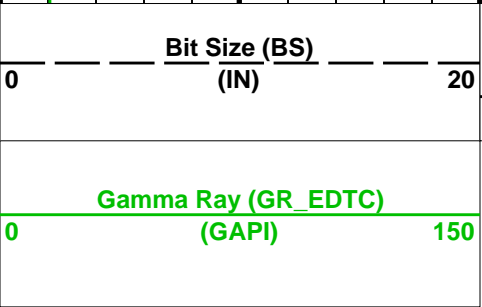 Bit Size (BS)
0 (IN) 20
Gamma Ray (GR_EDTC)
0 (GAPI) 150